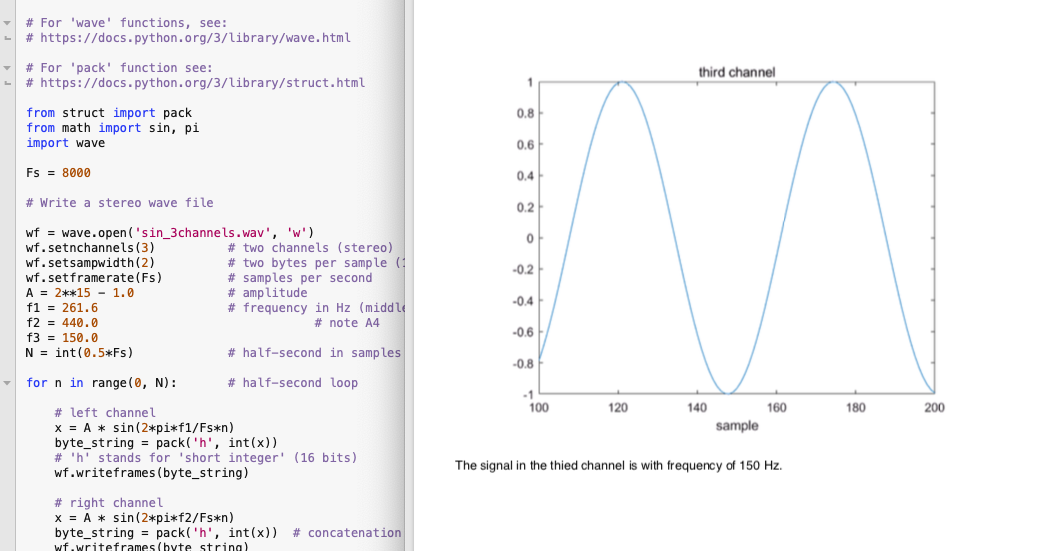 # For 'wave' functions, see:
# https://docs.python.org/3/library/wave.html
# For 'pack' function see:
# https://docs.python.org/3/library/struct.html
from struct import pack
from math import sin, pi
import wave
Fs = 8000
# Write a stereo wave file
wf = wave.open('sin_3channels.wav', 'w')
wf.setnchannels(3) # two channels (stereo)
wf.setsampwidth(2) # two bytes per sample (
wf.setframerate(Fs) # samples per second
A = 2**15 - 1.0 # amplitude
f1 = 261.6 # frequency in Hz (middle
f2 = 440.0 # note A4
f3 = 150.0
N = int(0.5*Fs) # half-second in samples
for n in range(0, N): # half-second loop
# left channel
x = A * sin(2*pi*f1/Fs*n)
byte_string = pack('h', int(x))
# 'h' stands for 'short integer' (16 bits)
wf.writeframes(byte_string)
# right channel
x = A * sin(2*pi*f2/Fs*n)
byte_string = pack('h', int(x)) # concatenation
wf.writeframes(byte_string)
third channel
1
0.8
0.6
0.4
0.2
0
-0.2
-0.4
-0.6
-0.8
-1
100 120 140 160 180 200
sample
The signal in the thied channel is with frequency of 150 Hz.